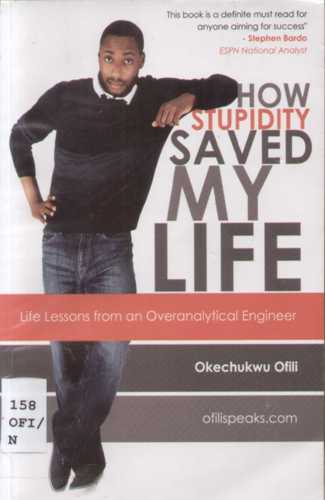 This book is a definite must read for
anyone aiming for success"
- Stephen Bardo
ESPN National Analyst
HOW
STUPIDITY
SAVED
MY
LIFE
Life Lessons from an Overanalytical Engineer
Okechukwu Ofili
ofilispeaks.com
158
OFI/
N